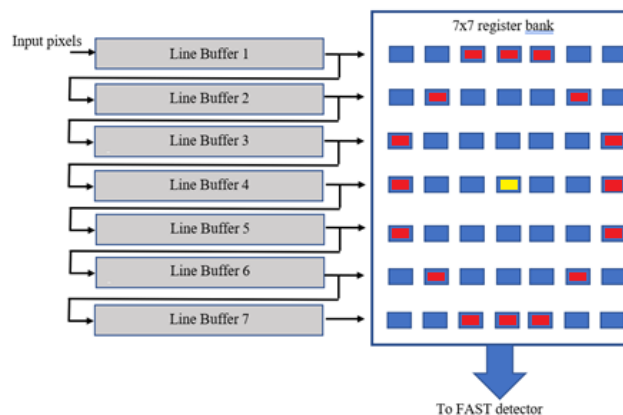 7x7 register bank
Input pixels
Line Buffer 1
Line Buffer 2
Line Buffer 3
Line Buffer 4
Line Buffer 5
Line Buffer 6
Line Buffer 7
To FAST detector